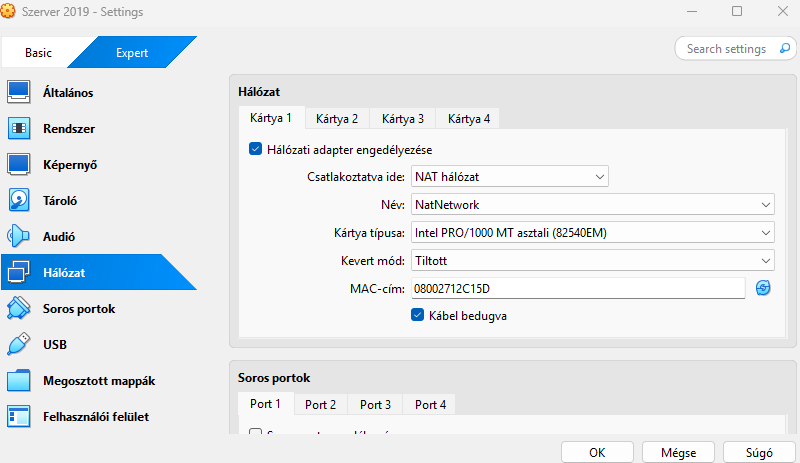 Szerver 2019 - Settings
Basic
Expert
Search settings
Általános
Rendszer
Képernyő
Tároló
Audió
Hálózat
Soros portok
USB
Megosztott mappák
Felhasználói felület
Hálózat
Kártya 1
Kártya 2
Kártya 3
Kártya 4
Hálózati adapter engedélyezése
Csatlakoztatva ide: NAT hálózat
Név: NatNetwork
Kártya típusa: Intel PRO/1000 MT asztali (82540EM)
Kevert mód: Tiltott
MAC-cím: 08002712C15D
Kábel bedugva
Soros portok
Port 1
Port 2
Port 3
Port 4
OK
Mégse
Súgó